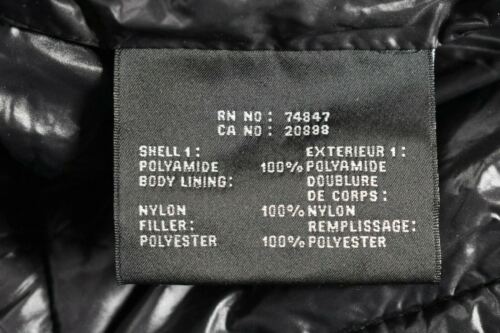 RN NO : 74847
CA NO : 20898
SHELL 1 : EXTERIEUR 1 :
POLYAMIDE 100% POLYAMIDE
BODY LINING: DOUBLURE
DE CORPS :
NYLON 100% NYLON
FILLER: REMPLISSAGE:
POLYESTER 100% POLYESTER